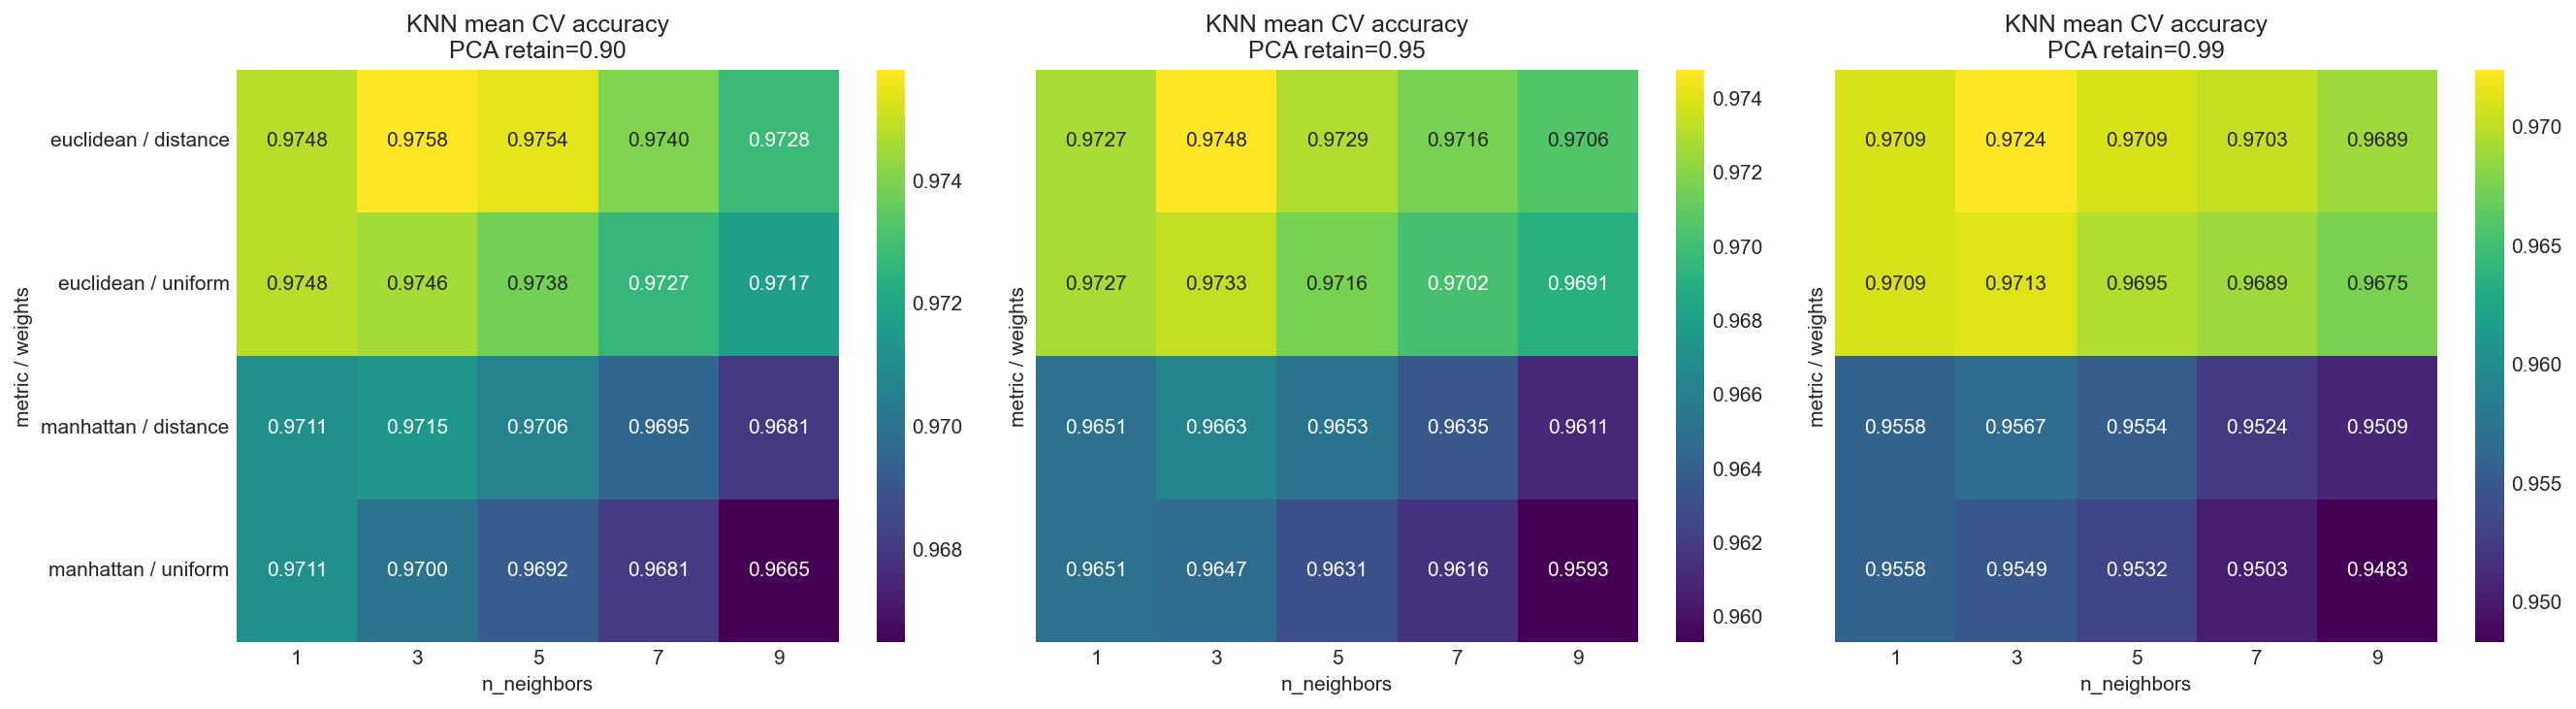 KNN mean CV accuracy
PCA retain=0.90
metric / weights
euclidean / distance
0.9748 0.9758 0.9754 0.9740 0.9728
euclidean / uniform
0.9748 0.9746 0.9738 0.9727 0.9717
manhattan / distance
0.9711 0.9715 0.9706 0.9695 0.9681
manhattan / uniform
0.9711 0.9700 0.9692 0.9681 0.9665
1 3 5 7 9
n_neighbors
0.974
0.972
0.970
0.968
KNN mean CV accuracy
PCA retain=0.95
metric / weights
0.9727 0.9748 0.9729 0.9716 0.9706
0.9727 0.9733 0.9716 0.9702 0.9691
0.9651 0.9663 0.9653 0.9635 0.9611
0.9651 0.9647 0.9631 0.9616 0.9593
1 3 5 7 9
n_neighbors
0.974
0.972
0.970
0.968
0.966
0.964
0.962
0.960
KNN mean CV accuracy
PCA retain=0.99
metric / weights
0.9709 0.9724 0.9709 0.9703 0.9689
0.9709 0.9713 0.9695 0.9689 0.9675
0.9558 0.9567 0.9554 0.9524 0.9509
0.9558 0.9549 0.9532 0.9503 0.9483
1 3 5 7 9
n_neighbors
0.970
0.965
0.960
0.955
0.950